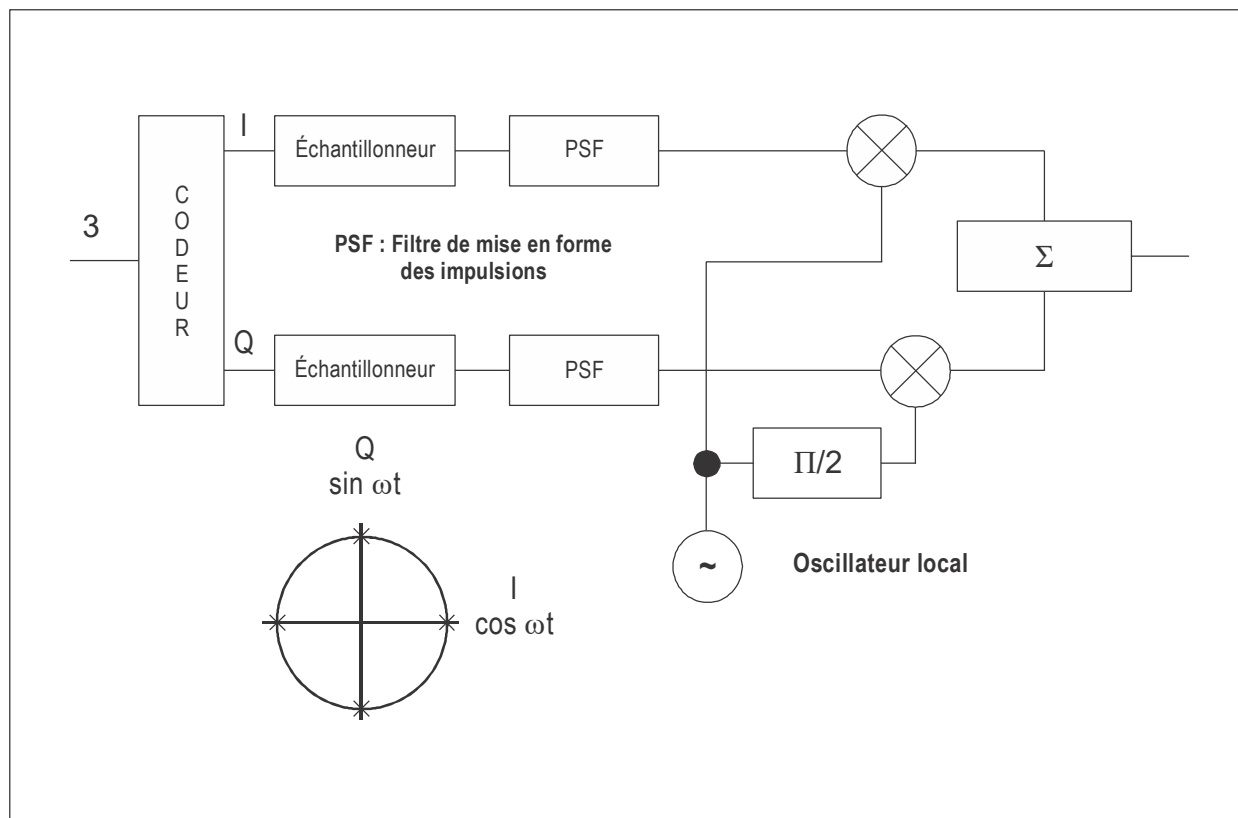 I
Échantillonneur
PSF
3
CODEUR
PSF : Filtre de mise en forme
des impulsions
Σ
Q
Échantillonneur
PSF
Π/2
Q
sin ωt
~
Oscillateur local
I
cos ωt